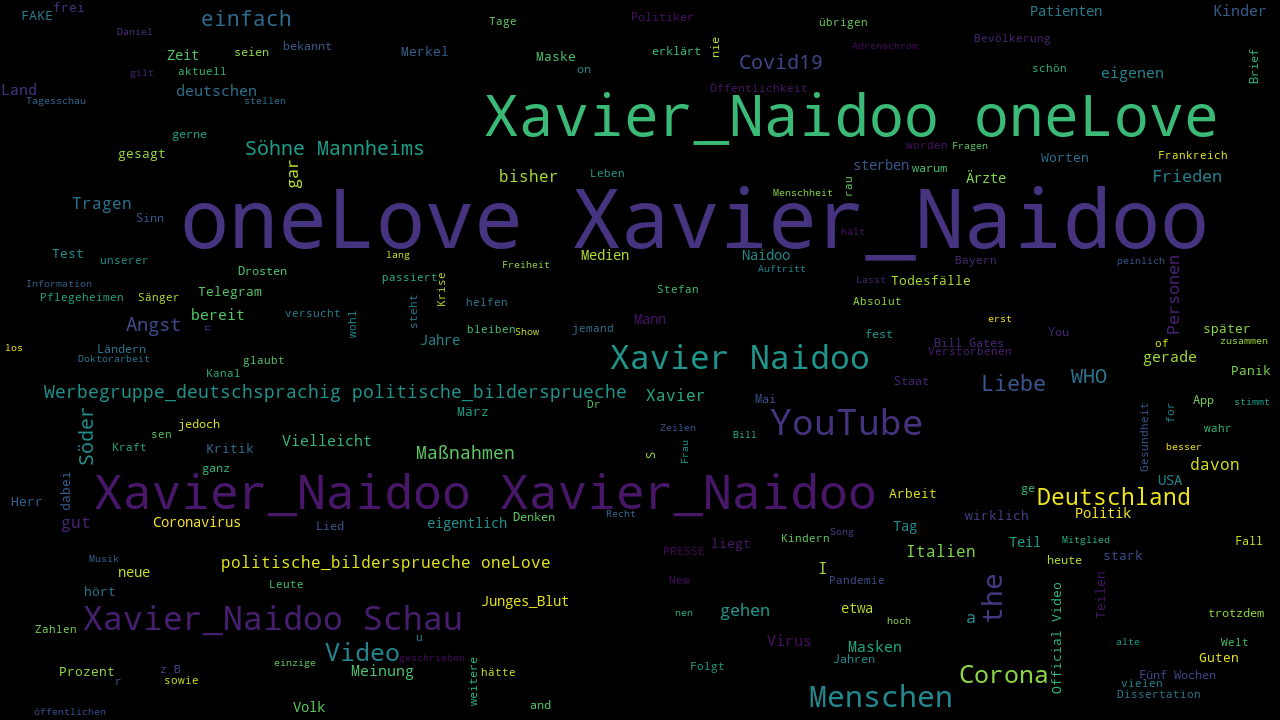 FAKE
frei
einfach
Tage
Politiker
übrigen
Patienten
Kinder
Daniel
Zeit
seien
bekannt
Merkel
Maske
erklärt
nie
Adrenochrom
Bevölkerung
gilt
aktuell
on
Covid19
schön
eigenen
Brief
Land
Tagesschau
deutschen
stellen
Öffentlichkeit
Xavier_Naidoo oneLove
gerne
gesagt
Söhne Mannheims
gar
worden
Fragen
Worten
Frankreich
bisher
Leben
sterben
warum
Ärzte
Frieden
Tragen
Sinn
Menschheit
rau
oneLove Xavier_Naidoo
hält
Test
unserer
lang
Medien
Naidoo
Bayern
peinlich
Personen
Drosten
Freiheit
Auftritt
Information
passiert
Krise
Lasst
Todesfälle
Pflegeheimen
Sänger
Telegram
Stefan
Absolut
Angst
n
bereit
versucht
wohl
steht
helfen
Mann
erst
bleiben
Show
jemand
fest
You
später
los
Ländern
Jahre
Bill Gates
Verstorbenen
of
zusammen
Doktorarbeit
glaubt
Xavier Naidoo
gerade
Kanal
Staat
Liebe
WHO
Panik
Werbegruppe_deutschsprachig politische_bildersprueche
Xavier
Mai
App
stimmt
Söder
März
Dr
YouTube
Gesundheit
for
jedoch
sen
Zeilen
Bill
wahr
Kraft
Kritik
Vielleicht
Maßnahmen
S
Frau
besser
ganz
davon
Herr
dabei
Xavier_Naidoo Xavier_Naidoo
Arbeit
ge
Deutschland
USA
gut
Coronavirus
Lied
eigentlich
Denken
Recht
wirklich
Politik
Song
Tag
PRESSE
liegt
Kindern
Italien
Teil
Mitglied
Fall
Musik
neue
politische_bildersprueche oneLove
I
heute
stark
hört
Leute
New
Pandemie
the
Official Video
Teilen
Junges_Blut
nen
gehen
etwa
hoch
a
trotzdem
Zahlen
Xavier_Naidoo Schau
u
Virus
Masken
alte
Welt
einzige
Video
geschrieben
Jahren
Guten
Prozent
z B
Meinung
weitere
hätte
Folgt
Corona
Fünf Wochen
r
sowie
vielen
öffentlichen
Volk
and
Menschen
Dissertation